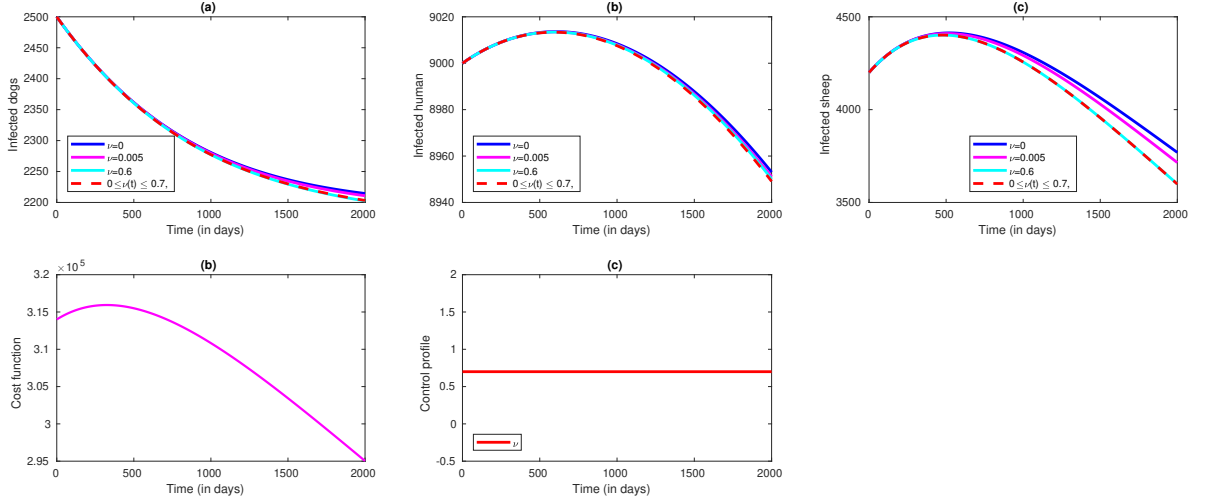 (a)
2500
2450
2400
2350
2300
2250
2200
Infected dogs
ν=0
ν=0.005
ν=0.6
0≤ν(t) ≤ 0.7,
0 500 1000 1500 2000
Time (in days)
(b)
9020
9000
8980
8960
8940
Infected human
ν=0
ν=0.005
ν=0.6
0≤ν(t) ≤ 0.7,
0 500 1000 1500 2000
Time (in days)
(c)
4500
4000
3500
Infected sheep
ν=0
ν=0.005
ν=0.6
0≤ν(t) ≤ 0.7,
0 500 1000 1500 2000
Time (in days)
(b)
×10⁵
3.2
3.15
3.1
3.05
3
2.95
Cost function
0 500 1000 1500 2000
Time (in days)
(c)
2
1.5
1
0.5
0
-0.5
Control profile
ν
0 500 1000 1500 2000
Time (in days)